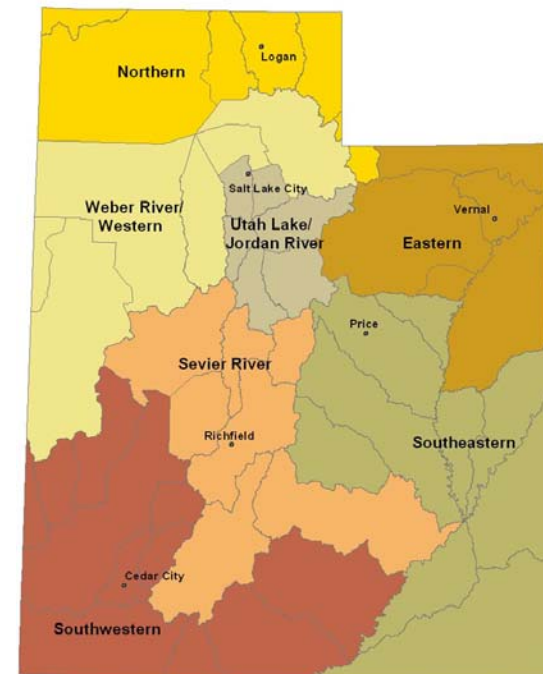 Logan
Northern
Salt Lake City
Weber River/
Western
Utah Lake/
Jordan River
Vernal
Eastern
Price
Sevier River
Richfield
Southeastern
Cedar City
Southwestern